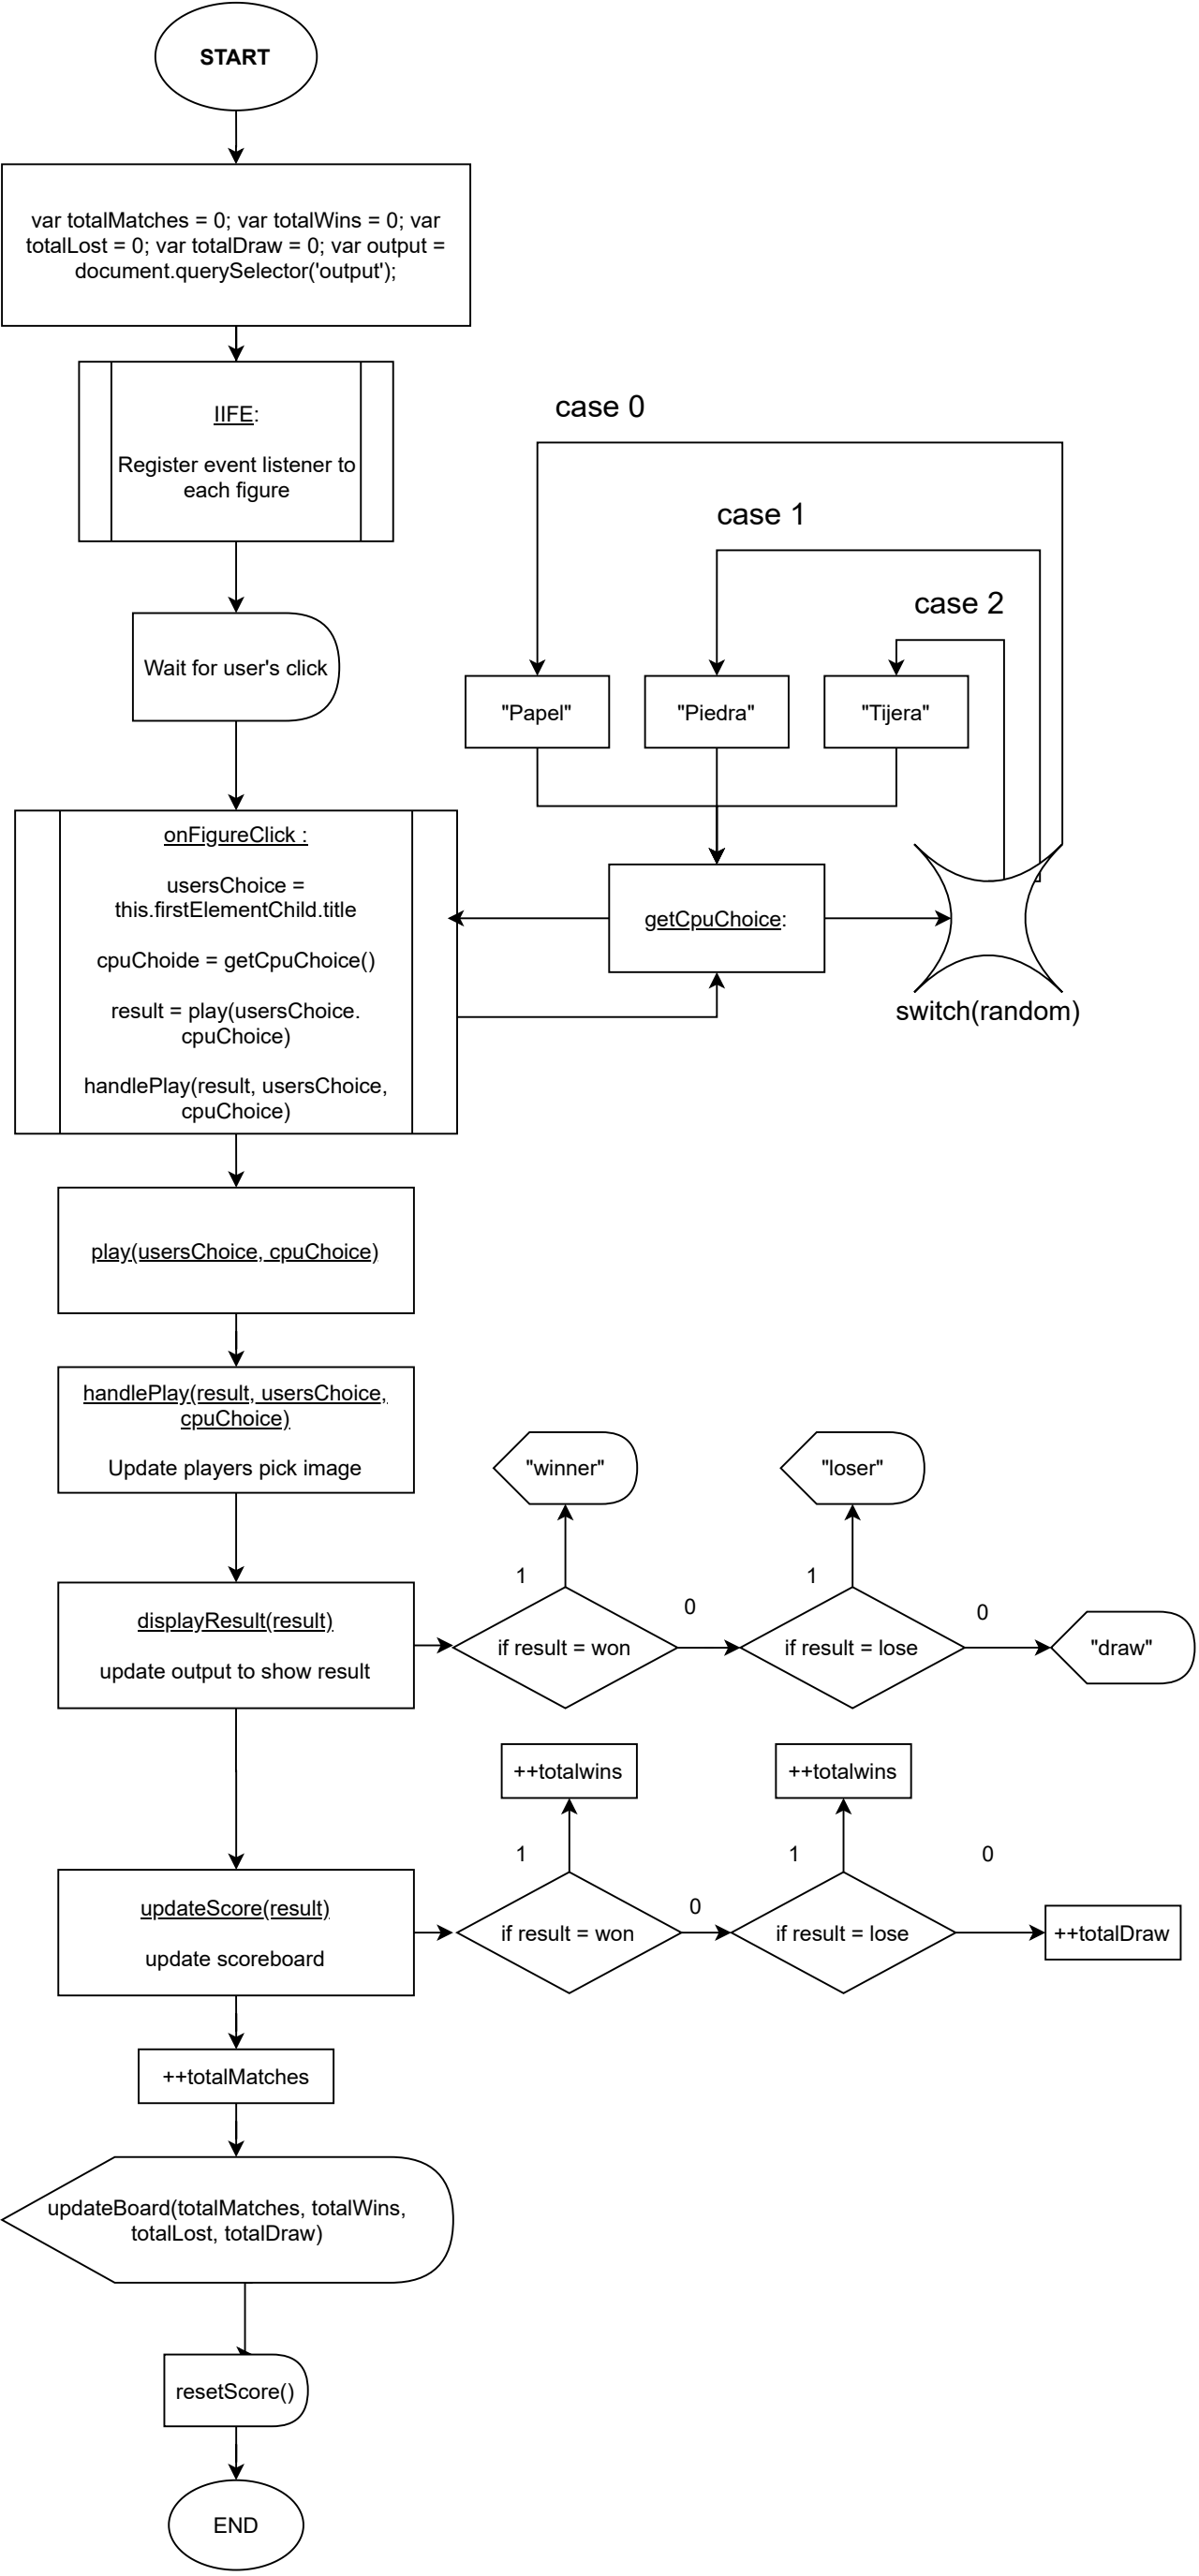 START
var totalMatches = 0; var totalWins = 0; var
totalLost = 0; var totalDraw = 0; var output =
document.querySelector('output');
IIFE:
Register event listener to
each figure
case 0
case 1
case 2
Wait for user's click
"Papel"
"Piedra"
"Tijera"
onFigureClick :
usersChoice =
this.firstElementChild.title
cpuChoide = getCpuChoice()
result = play(usersChoice.
cpuChoice)
handlePlay(result, usersChoice,
cpuChoice)
getCpuChoice:
switch(random)
play(usersChoice, cpuChoice)
handlePlay(result, usersChoice,
cpuChoice)
Update players pick image
"winner"
"loser"
1
0
1
0
displayResult(result)
update output to show result
if result = won
if result = lose
"draw"
++totalwins
++totalwins
1
0
1
0
updateScore(result)
update scoreboard
if result = won
if result = lose
++totalDraw
++totalMatches
updateBoard(totalMatches, totalWins,
totalLost, totalDraw)
resetScore()
END